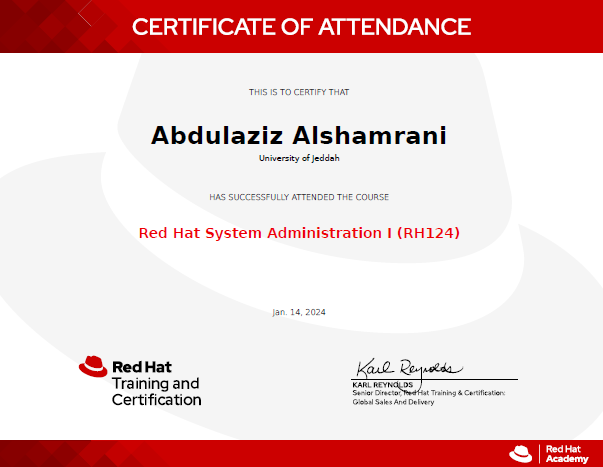 CERTIFICATE OF ATTENDANCE
THIS IS TO CERTIFY THAT
Abdulaziz Alshamrani
University of Jeddah
HAS SUCCESSFULLY ATTENDED THE COURSE
Red Hat System Administration I (RH124)
Jan. 14, 2024
Red Hat
Training and
Certification
Karl Reynolds
KARL REYNOLDS
Senior Director, Red Hat Training & Certification:
Global Sales And Delivery
Red Hat
Academy